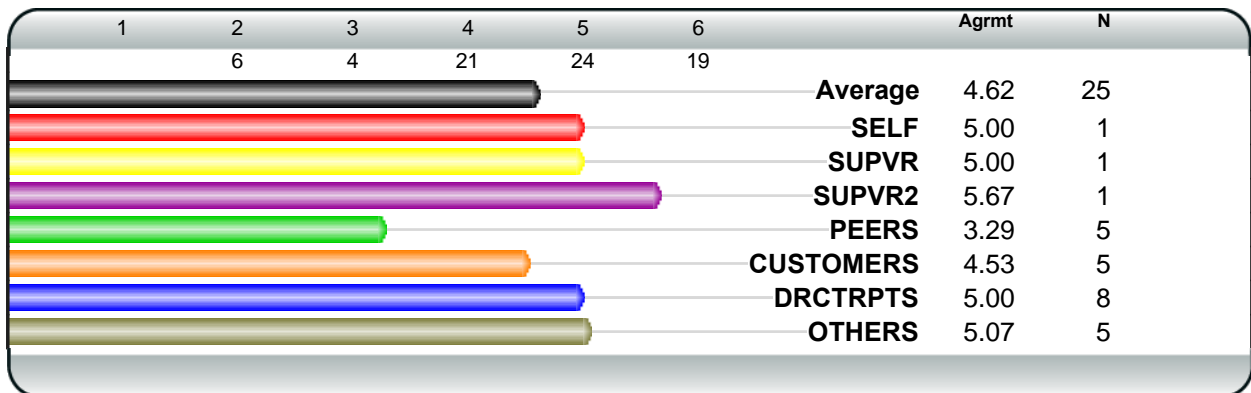 1 2 3 4 5 6 Agrmt N
6 4 21 24 19
Average 4.62 25
SELF 5.00 1
SUPVR 5.00 1
SUPVR2 5.67 1
PEERS 3.29 5
CUSTOMERS 4.53 5
DRCTRPTS 5.00 8
OTHERS 5.07 5